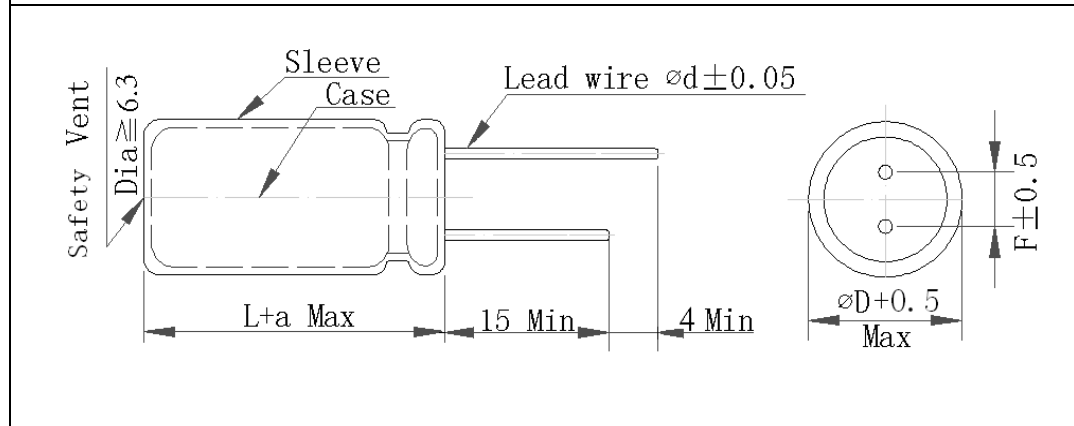 Sleeve
Case
Lead wire ⌀d±0.05
Safety Vent
Dia≧6.3
L+a Max
15 Min
4 Min
F±0.5
⌀D+0.5
Max